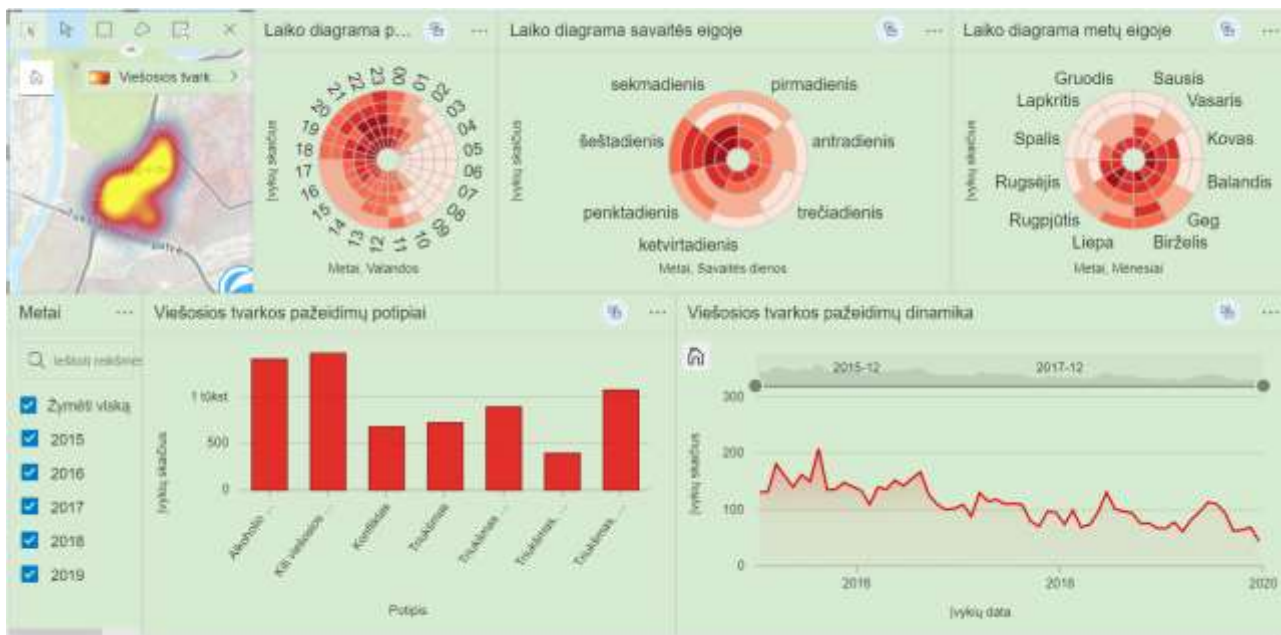 Laiko diagrama p...
Laiko diagrama savaitės eigoje
Laiko diagrama metų eigoje
Viešosios tvark
Įvykių skaičius
00
01
02
03
04
05
06
07
08
09
10
11
12
13
14
15
16
17
18
19
20
21
22
23
Metai, Valandos
Įvykių skaičius
pirmadienis
antradienis
trečiadienis
ketvirtadienis
penktadienis
šeštadienis
sekmadienis
Metai, Savaitės dienos
Įvykių skaičius
Sausis
Vasaris
Kovas
Balandis
Geg
Birželis
Liepa
Rugpjūtis
Rugsėjis
Spalis
Lapkritis
Gruodis
Metai, Mėnesiai
Metai
Ieškoti reikšmės
Žymėti viską
2015
2016
2017
2018
2019
Viešosios tvarkos pažeidimų potipiai
Įvykių skaičius
1 tūkst.
500
0
Alkoholio ...
Kiti viešosios ...
Konfliktas
Triukšmas
Triukšmas ...
Triukšmas, ...
Triukšmas, ...
Potipis
Viešosios tvarkos pažeidimų dinamika
2015-12
2017-12
Įvykių skaičius
300
200
100
0
2016
2018
2020
Įvykių data